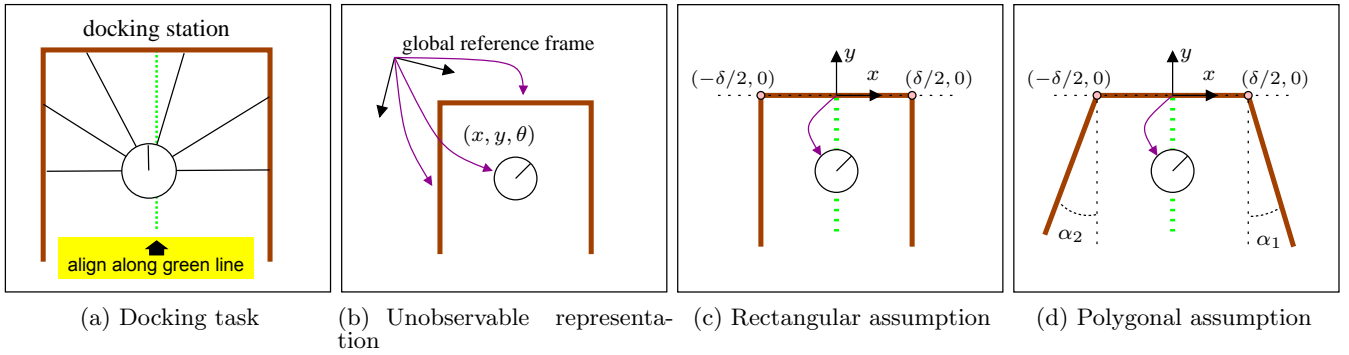 docking station
align along green line
(a) Docking task
global reference frame
(x, y, θ)
(b) Unobservable representa-
tion
y
(−δ/2, 0)
x
(δ/2, 0)
(c) Rectangular assumption
y
(−δ/2, 0)
x
(δ/2, 0)
α2
α1
(d) Polygonal assumption